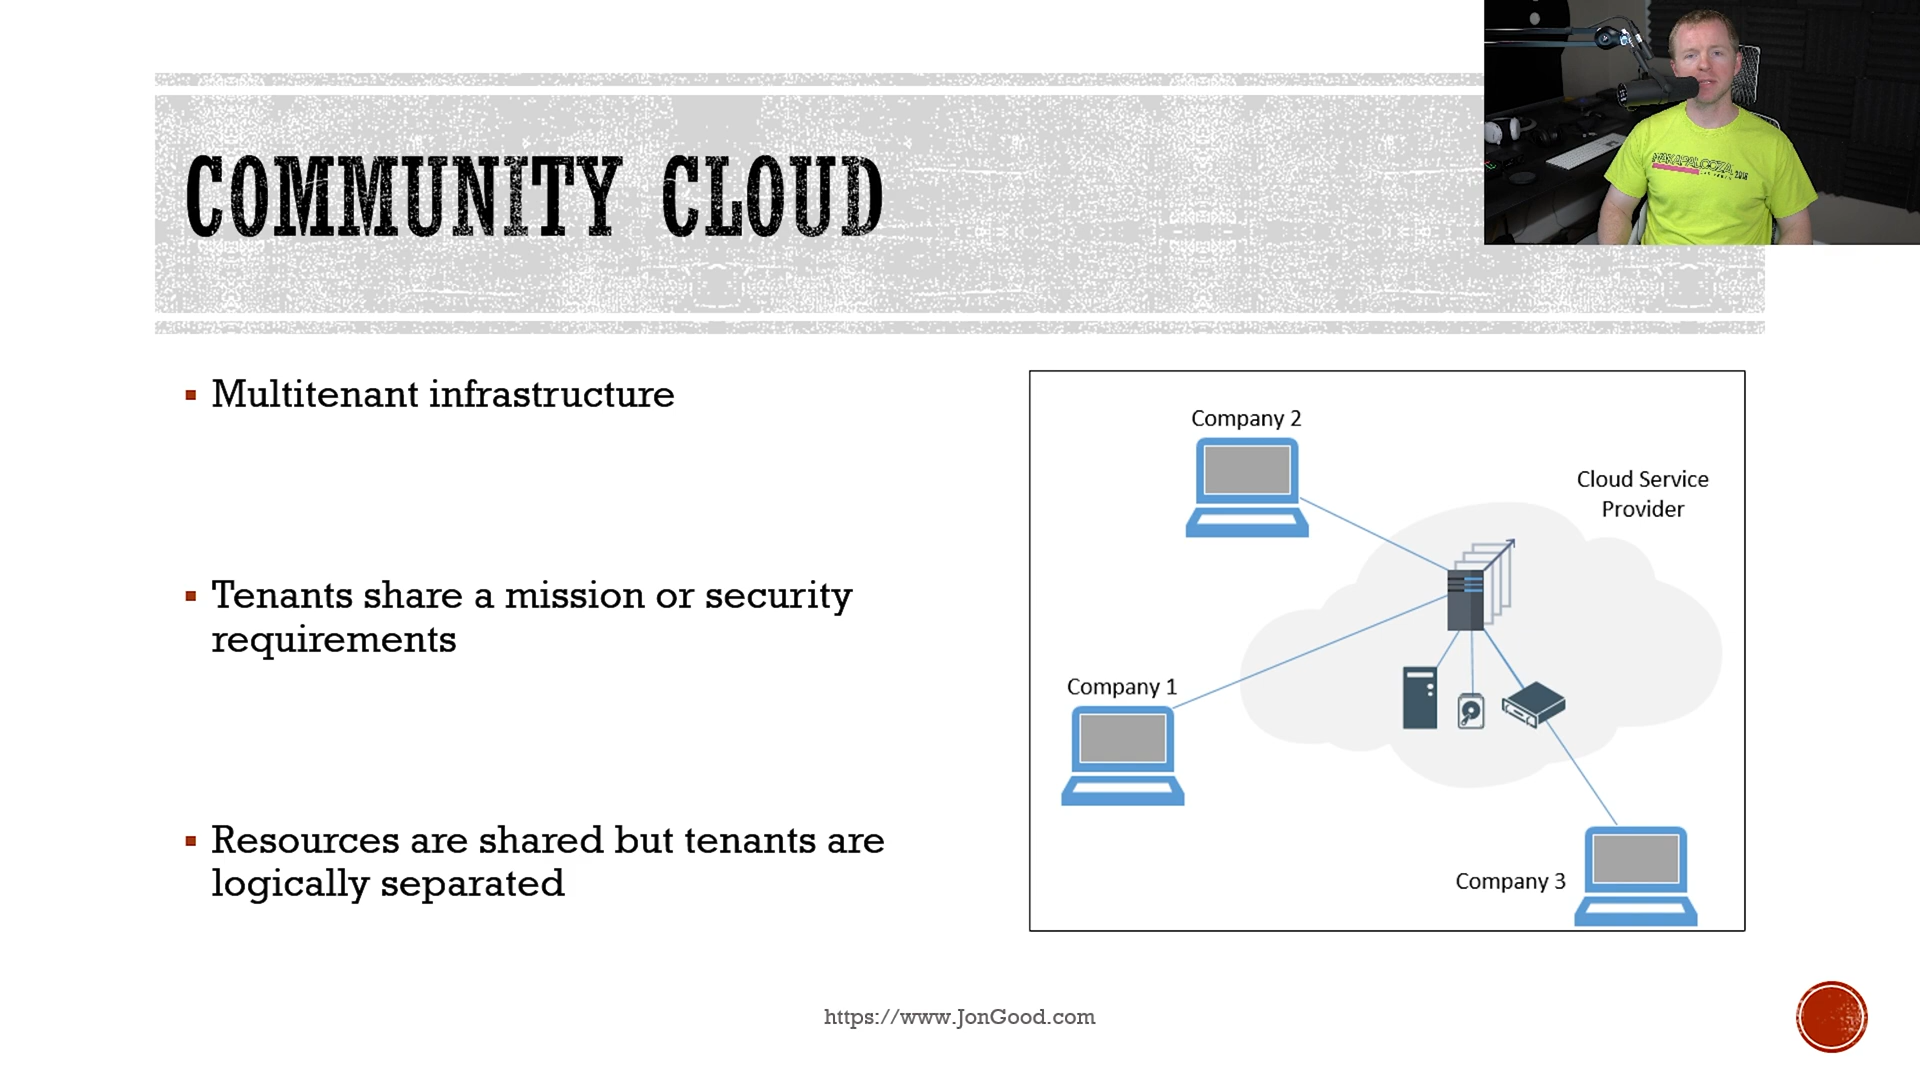 COMMUNITY CLOUD
Multitenant infrastructure
Tenants share a mission or security
requirements
Resources are shared but tenants are
logically separated
Company 2
Cloud Service
Provider
Company 1
Company 3
https://www.JonGood.com